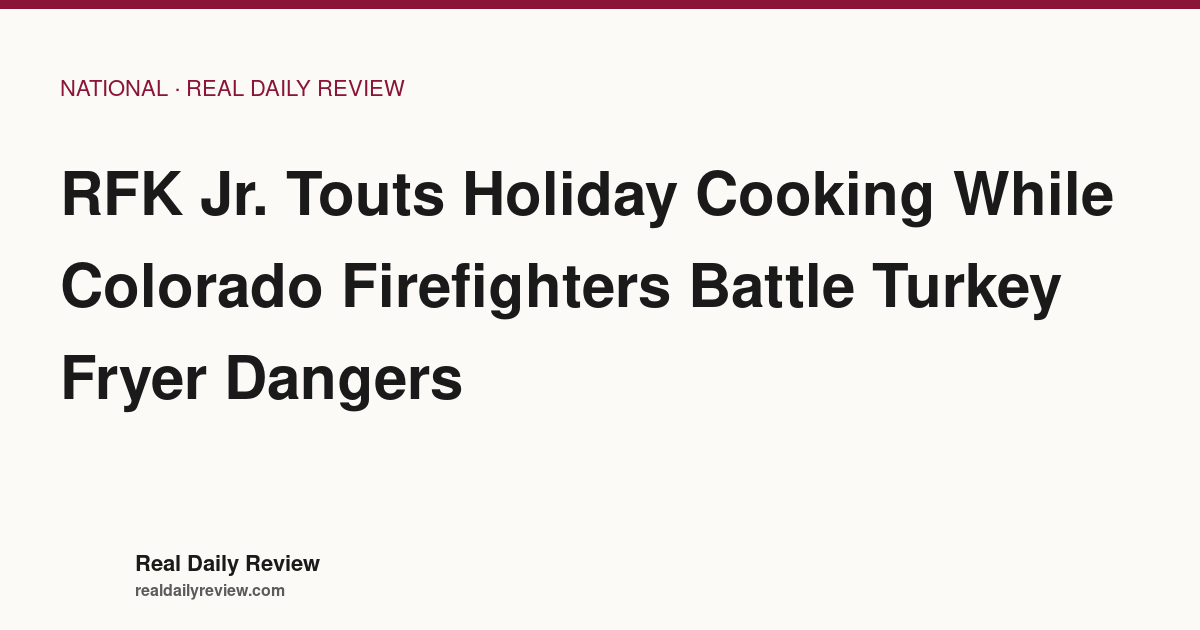 NATIONAL · REAL DAILY REVIEW
RFK Jr. Touts Holiday Cooking While
Colorado Firefighters Battle Turkey
Fryer Dangers
Real Daily Review
realdailyreview.com